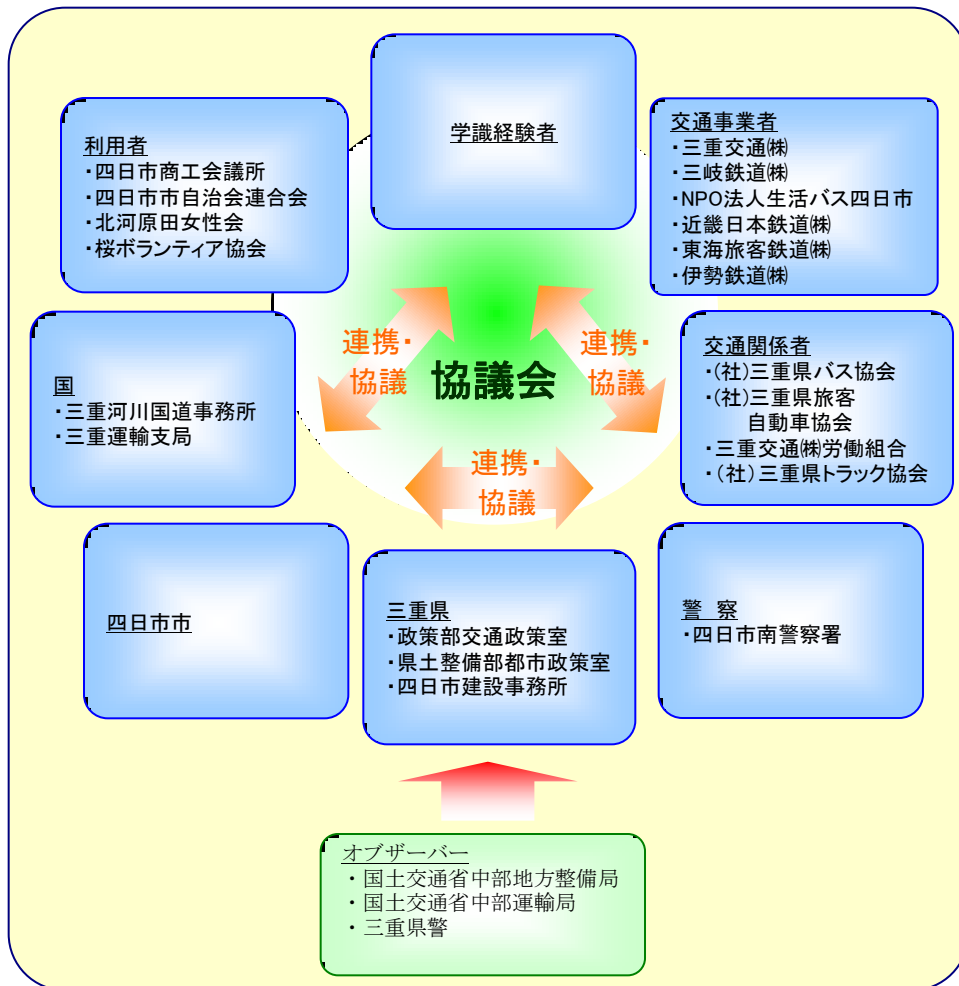 学識経験者
利用者
・四日市商工会議所
・四日市市自治会連合会
・北河原田女性会
・桜ボランティア協会
交通事業者
・三重交通㈱
・三岐鉄道㈱
・NPO法人生活バス四日市
・近畿日本鉄道㈱
・東海旅客鉄道㈱
・伊勢鉄道㈱
国
・三重河川国道事務所
・三重運輸支局
連携・
協議
協議会
連携・
協議
連携・
協議
交通関係者
・(社)三重県バス協会
・(社)三重県旅客
自動車協会
・三重交通㈱労働組合
・(社)三重県トラック協会
四日市市
三重県
・政策部交通政策室
・県土整備部都市政策室
・四日市建設事務所
警 察
・四日市南警察署
オブザーバー
・国土交通省中部地方整備局
・国土交通省中部運輸局
・三重県警